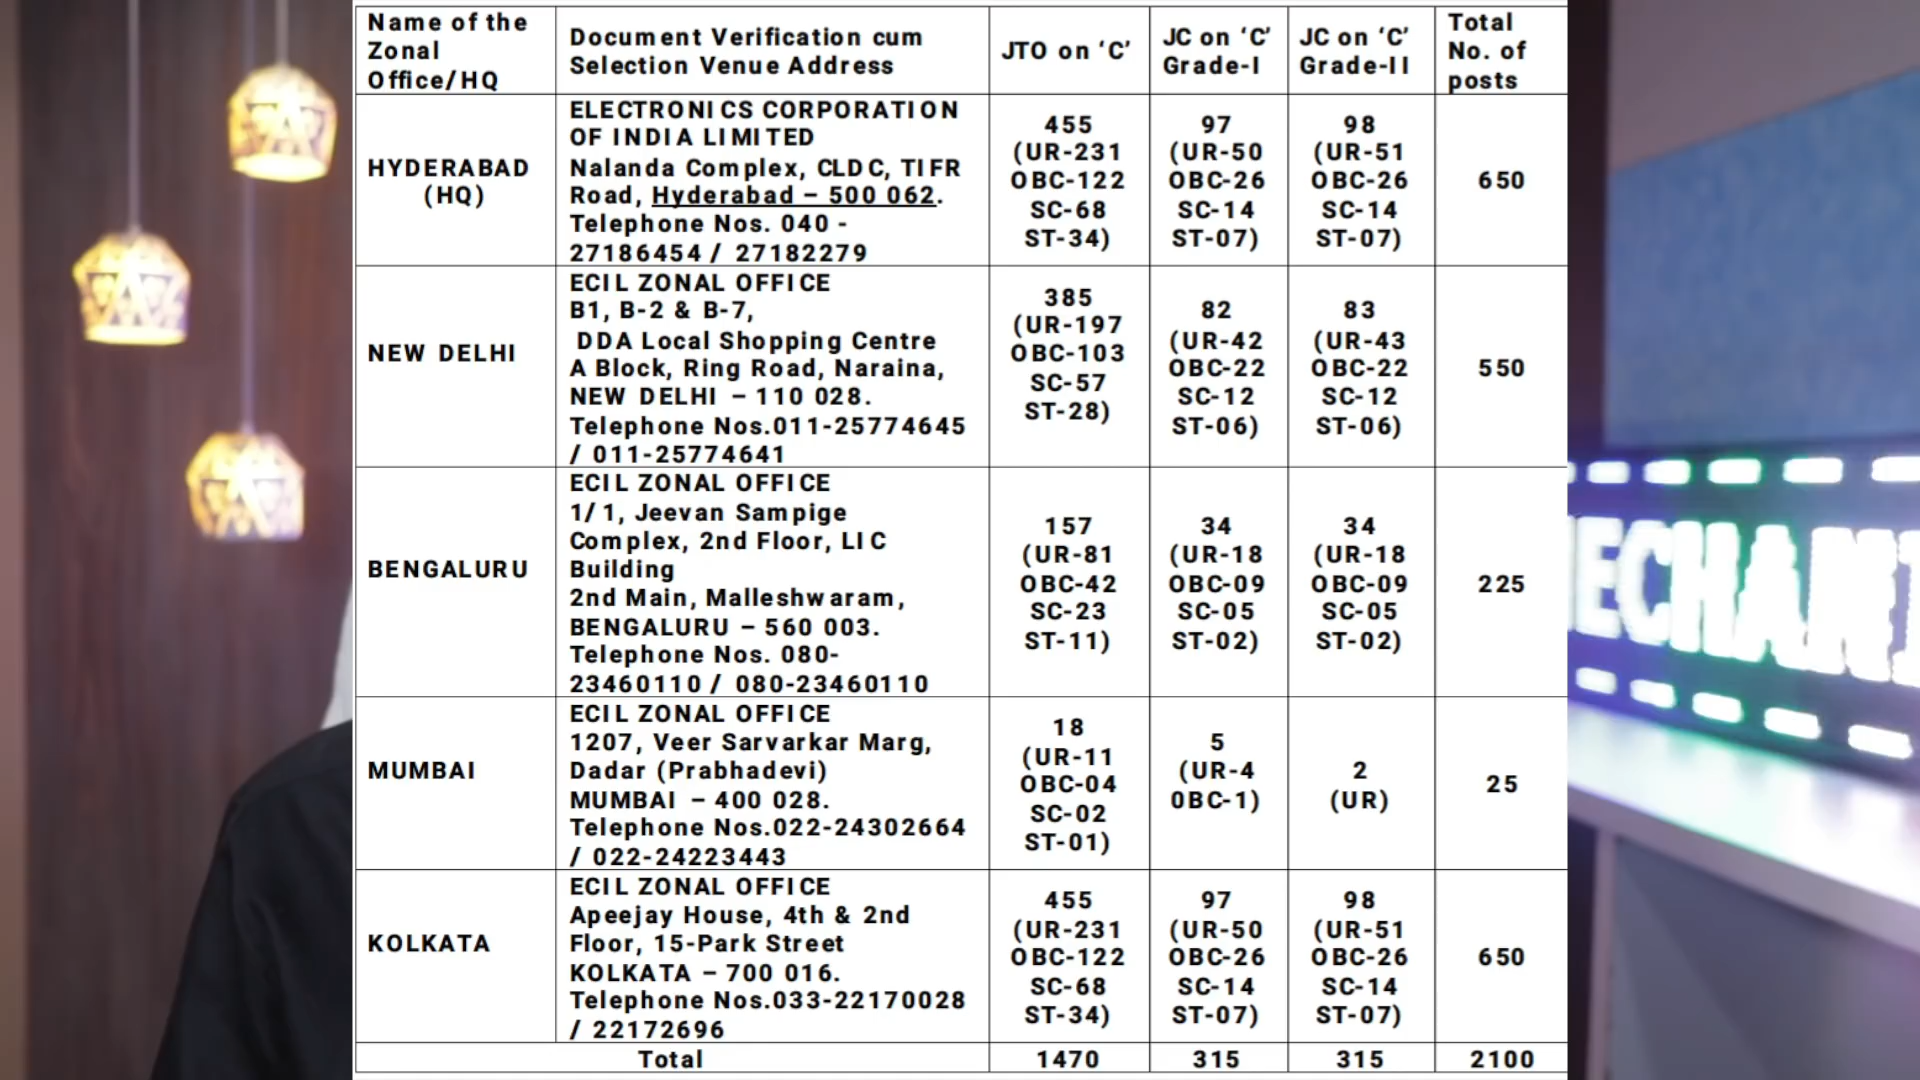 Name of the
Zonal
Office/HQ
Document Verification cum
Selection Venue Address
JTO on ‘C’
JC on ‘C’
Grade-I
JC on ‘C’
Grade-II
Total
No. of
posts
HYDERABAD
(HQ)
ELECTRONICS CORPORATION
OF INDIA LIMITED
Nalanda Complex, CLDC, TIFR
Road, Hyderabad – 500 062.
Telephone Nos. 040 -
27186454 / 27182279
455
(UR-231
OBC-122
SC-68
ST-34)
97
(UR-50
OBC-26
SC-14
ST-07)
98
(UR-51
OBC-26
SC-14
ST-07)
650
NEW DELHI
ECIL ZONAL OFFICE
B1, B-2 & B-7,
DDA Local Shopping Centre
A Block, Ring Road, Naraina,
NEW DELHI – 110 028.
Telephone Nos.011-25774645
/ 011-25774641
385
(UR-197
OBC-103
SC-57
ST-28)
82
(UR-42
OBC-22
SC-12
ST-06)
83
(UR-43
OBC-22
SC-12
ST-06)
550
BENGALURU
ECIL ZONAL OFFICE
1/1, Jeevan Sampige
Complex, 2nd Floor, LIC
Building
2nd Main, Malleshwaram,
BENGALURU – 560 003.
Telephone Nos. 080-
23460110 / 080-23460110
157
(UR-81
OBC-42
SC-23
ST-11)
34
(UR-18
OBC-09
SC-05
ST-02)
34
(UR-18
OBC-09
SC-05
ST-02)
225
MUMBAI
ECIL ZONAL OFFICE
1207, Veer Sarvarkar Marg,
Dadar (Prabhadevi)
MUMBAI – 400 028.
Telephone Nos.022-24302664
/ 022-24223443
18
(UR-11
OBC-04
SC-02
ST-01)
5
(UR-4
0BC-1)
2
(UR)
25
KOLKATA
ECIL ZONAL OFFICE
Apeejay House, 4th & 2nd
Floor, 15-Park Street
KOLKATA – 700 016.
Telephone Nos.033-22170028
/ 22172696
455
(UR-231
OBC-122
SC-68
ST-34)
97
(UR-50
OBC-26
SC-14
ST-07)
98
(UR-51
OBC-26
SC-14
ST-07)
650
Total
1470
315
315
2100